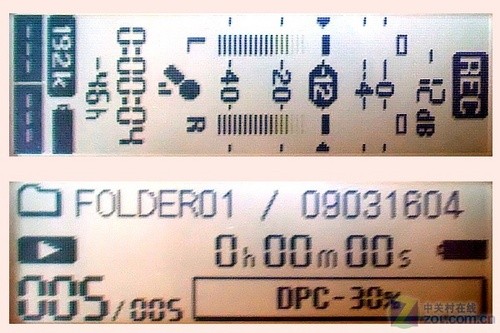 REC
-12dB
0
-4
-12
-20
-40
L R
0:00:04
-46h
192k
--- ---
FOLDER01 / 09031604
0h00m00s
005/005 DPC-30%
中关村在线
zol.com.cn